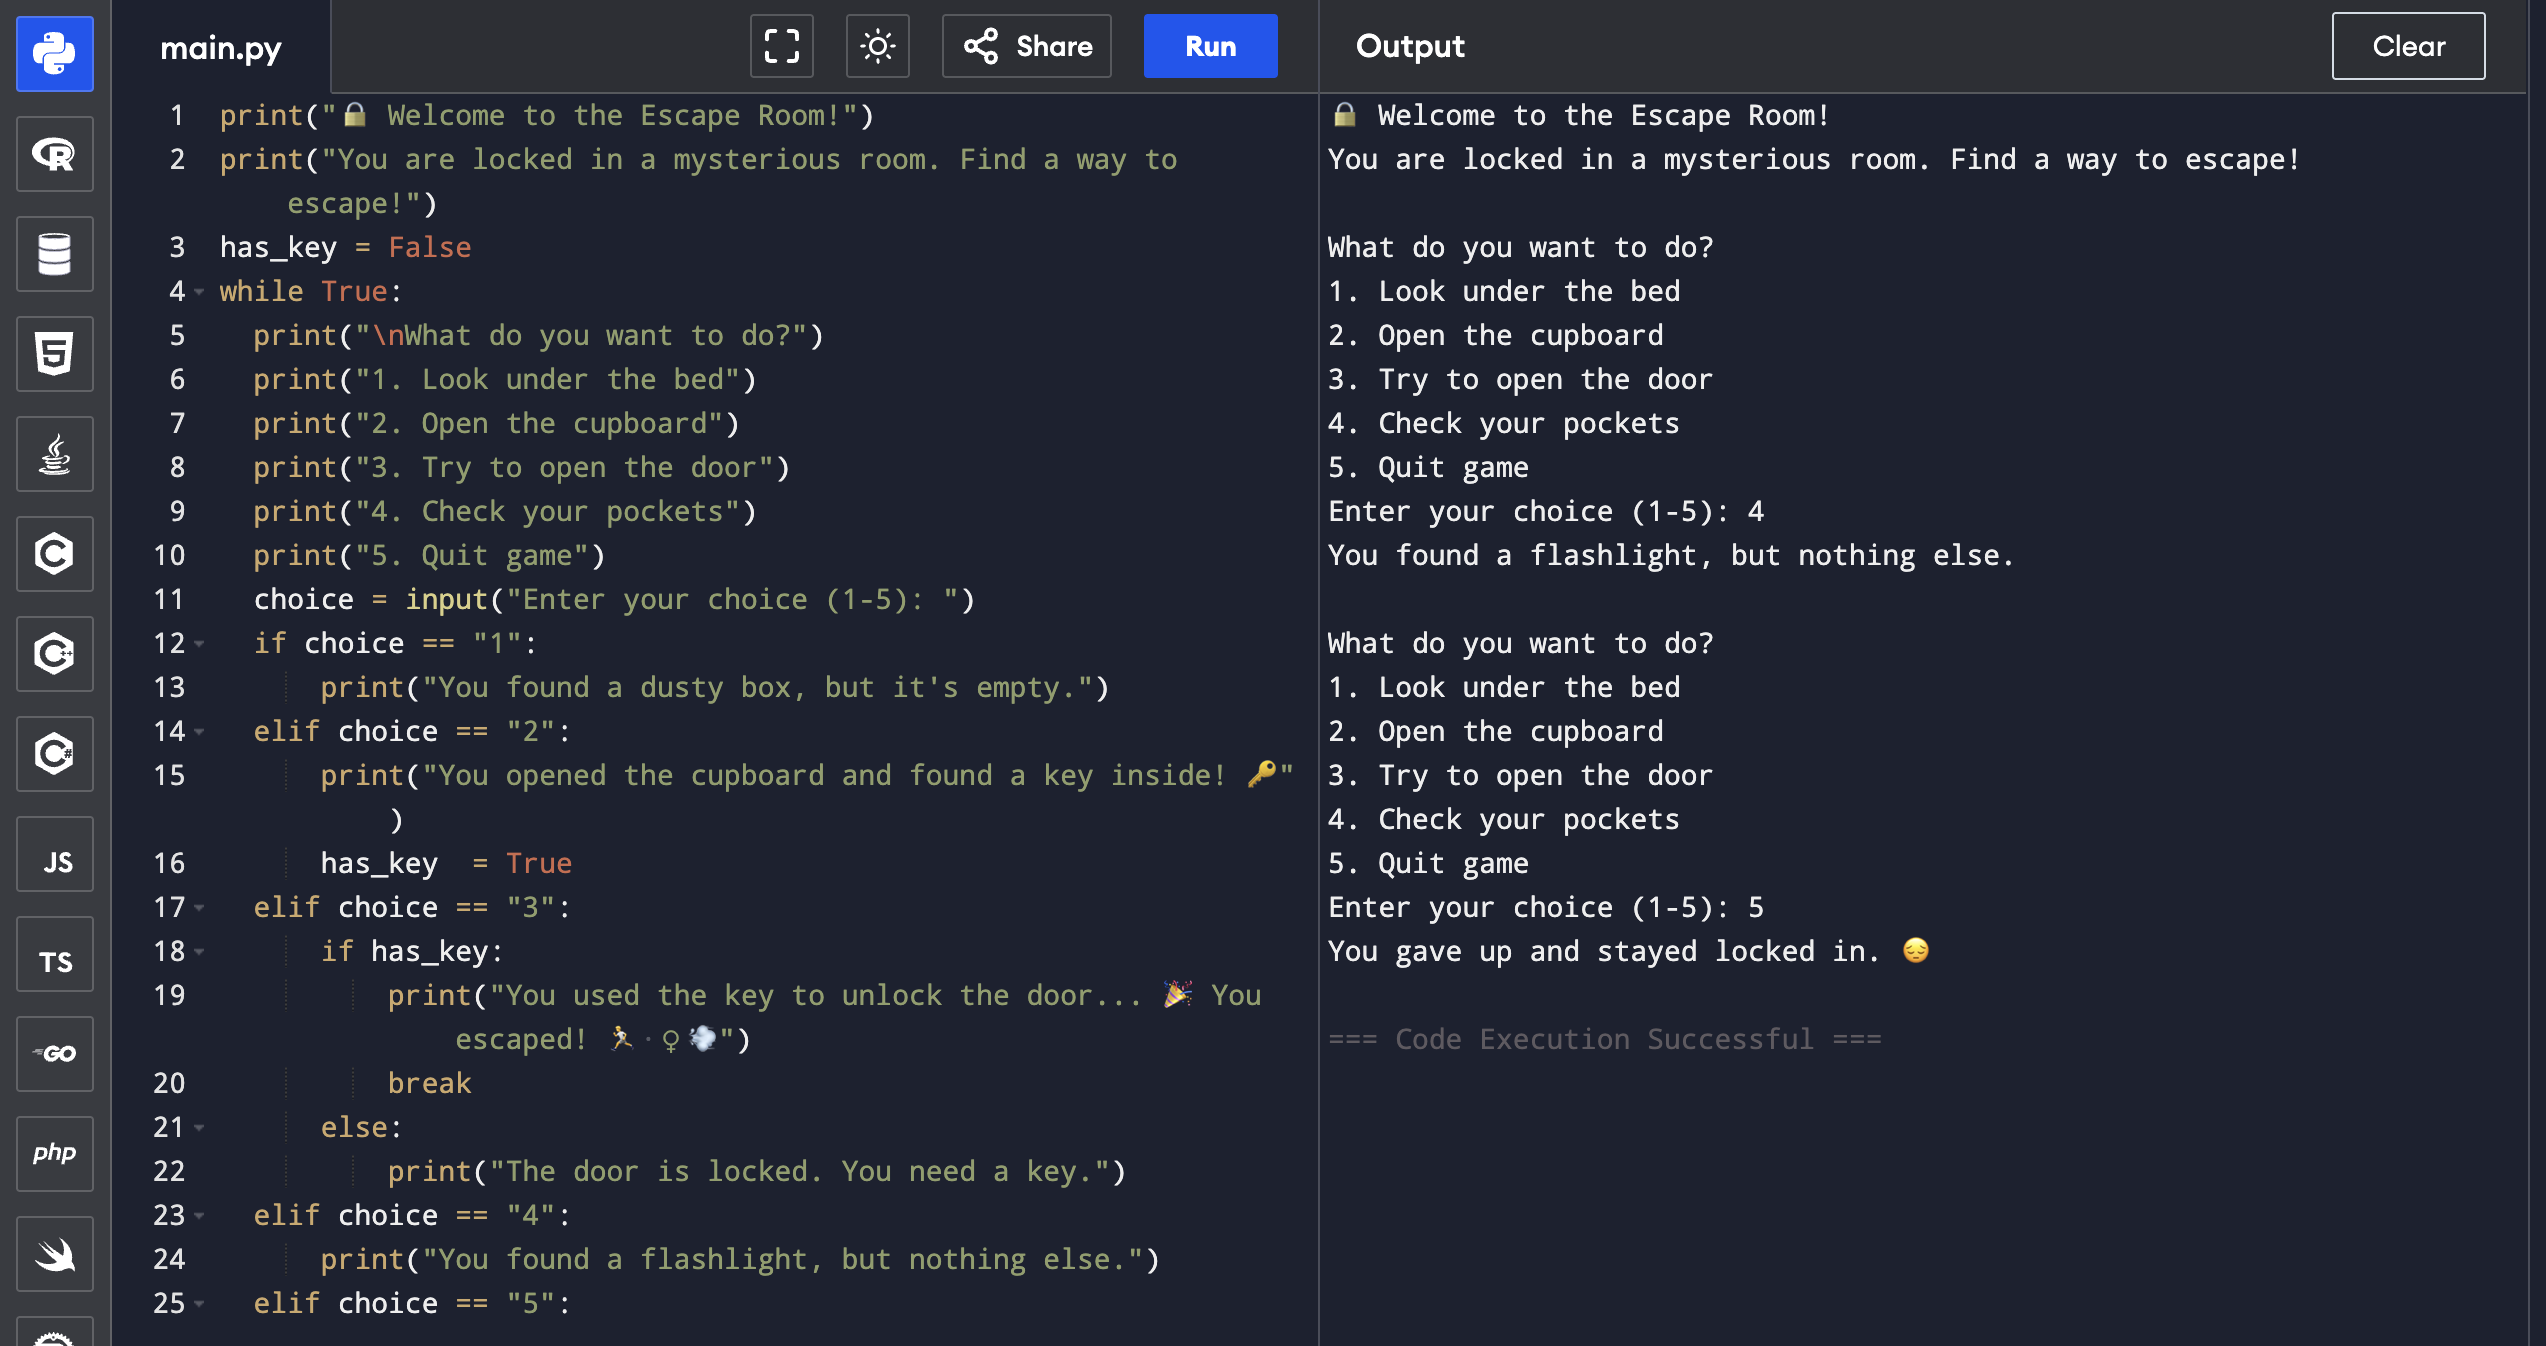 main.py
Share
Run
Output
Clear
R
5
C
C++
C#
JS
TS
GO
php
1 print("🔒 Welcome to the Escape Room!")
2 print("You are locked in a mysterious room. Find a way to
escape!")
3 has_key = False
4 while True:
5 print("\nWhat do you want to do?")
6 print("1. Look under the bed")
7 print("2. Open the cupboard")
8 print("3. Try to open the door")
9 print("4. Check your pockets")
10 print("5. Quit game")
11 choice = input("Enter your choice (1-5): ")
12 if choice == "1":
13 print("You found a dusty box, but it's empty.")
14 elif choice == "2":
15 print("You opened the cupboard and found a key inside! 🔑"
)
16 has_key  = True
17 elif choice == "3":
18 if has_key:
19 print("You used the key to unlock the door... 🎉 You
escaped! 🏃·♀💨")
20 break
21 else:
22 print("The door is locked. You need a key.")
23 elif choice == "4":
24 print("You found a flashlight, but nothing else.")
25 elif choice == "5":
🔒 Welcome to the Escape Room!
You are locked in a mysterious room. Find a way to escape!
What do you want to do?
1. Look under the bed
2. Open the cupboard
3. Try to open the door
4. Check your pockets
5. Quit game
Enter your choice (1-5): 4
You found a flashlight, but nothing else.
What do you want to do?
1. Look under the bed
2. Open the cupboard
3. Try to open the door
4. Check your pockets
5. Quit game
Enter your choice (1-5): 5
You gave up and stayed locked in. 😔
=== Code Execution Successful ===